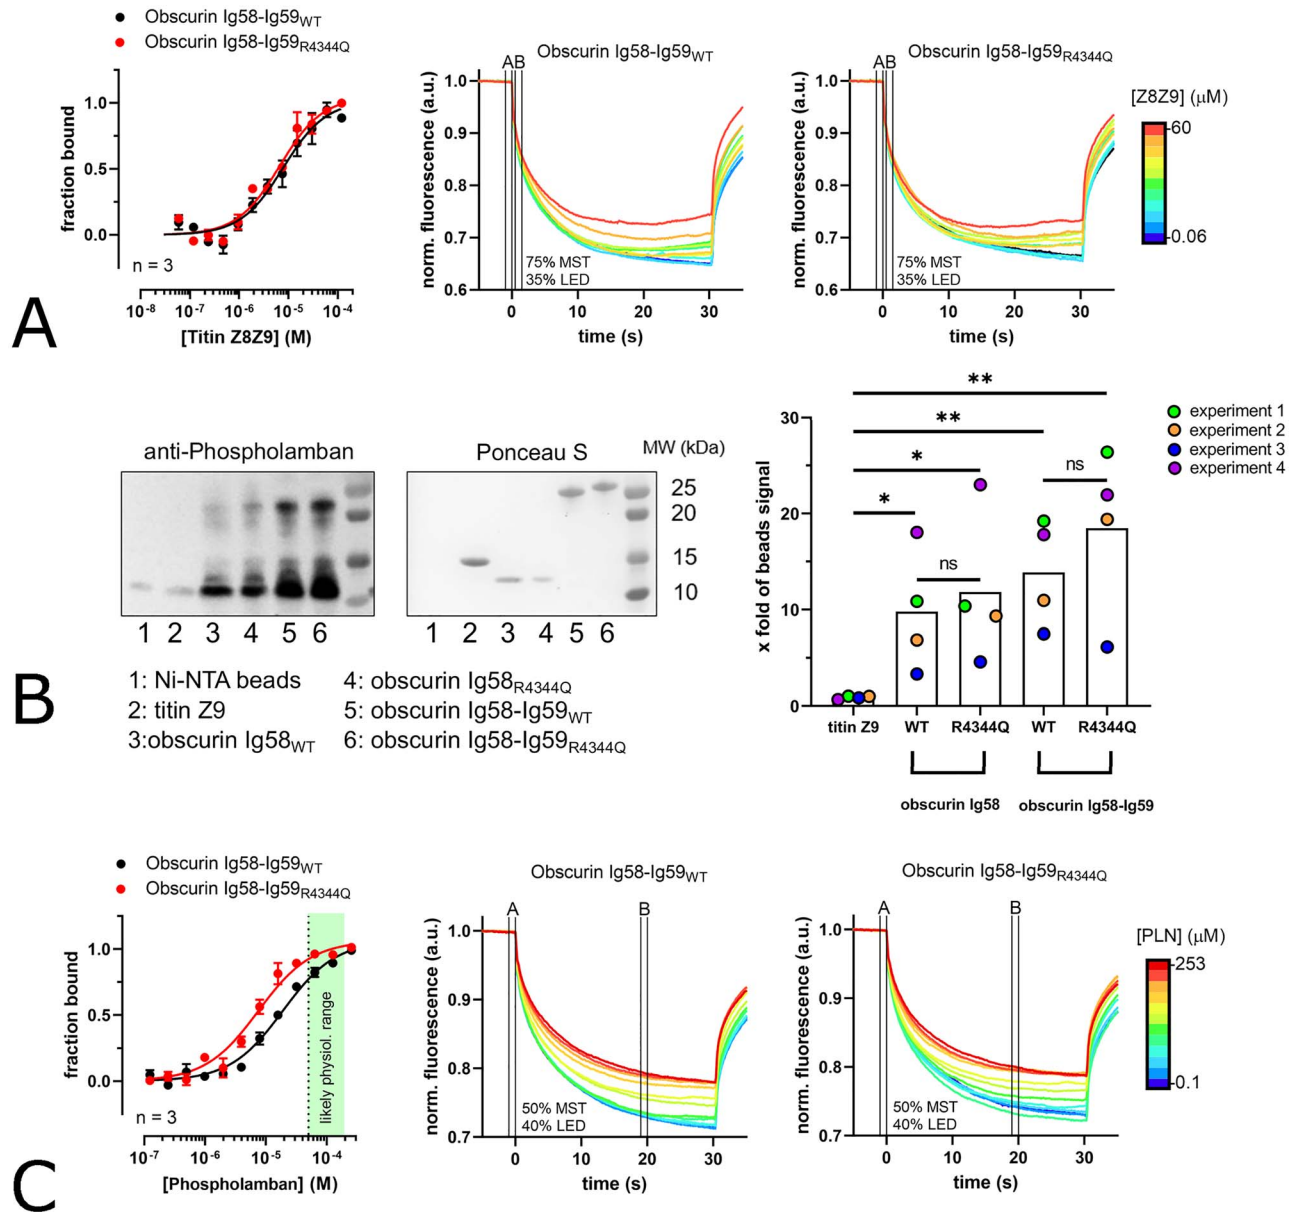 Obscurin Ig58-Ig59WT
Obscurin Ig58-Ig59R4344Q
fraction bound
1.0
0.5
0.0
n = 3
10-8 10-7 10-6 10-5 10-4
[Titin Z8Z9] (M)
Obscurin Ig58-Ig59WT
AB
norm. fluorescence (a.u.)
1.0
0.9
0.8
0.7
0.6
75% MST
35% LED
0 10 20 30
time (s)
Obscurin Ig58-Ig59R4344Q
AB
norm. fluorescence (a.u.)
1.0
0.9
0.8
0.7
0.6
75% MST
35% LED
0 10 20 30
time (s)
[Z8Z9] (μM)
60
0.06
A
anti-Phospholamban
Ponceau S
MW (kDa)
25
20
15
10
1 2 3 4 5 6
1 2 3 4 5 6
1: Ni-NTA beads
2: titin Z9
3:obscurin Ig58WT
4: obscurin Ig58R4344Q
5: obscurin Ig58-Ig59WT
6: obscurin Ig58-Ig59R4344Q
B
x fold of beads signal
30
20
10
0
**
**
*
*
ns
ns
experiment 1
experiment 2
experiment 3
experiment 4
titin Z9 WT R4344Q WT R4344Q
obscurin Ig58 obscurin Ig58-Ig59
Obscurin Ig58-Ig59WT
Obscurin Ig58-Ig59R4344Q
fraction bound
1.0
0.5
0.0
n = 3
likely physiol. range
10-7 10-6 10-5 10-4
[Phospholamban] (M)
Obscurin Ig58-Ig59WT
A B
norm. fluorescence (a.u.)
1.0
0.9
0.8
0.7
50% MST
40% LED
0 10 20 30
time (s)
Obscurin Ig58-Ig59R4344Q
A B
norm. fluorescence (a.u.)
1.0
0.9
0.8
0.7
50% MST
40% LED
0 10 20 30
time (s)
[PLN] (μM)
253
0.1
C